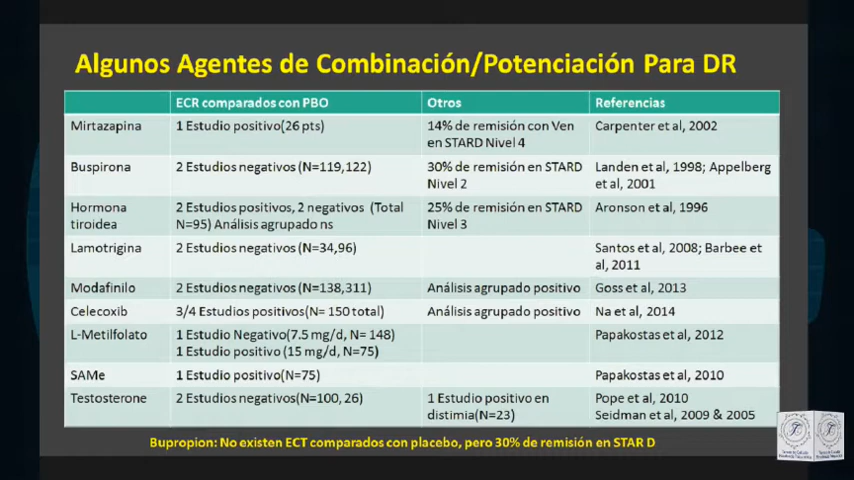 Algunos Agentes de Combinación/Potenciación Para DR
ECR comparados con PBO Otros Referencias
Mirtazapina 1 Estudio positivo(26 pts) 14% de remisión con Ven Carpenter et al, 2002
en STARD Nivel 4
Buspirona 2 Estudios negativos (N=119,122) 30% de remisión en STARD Landen et al, 1998; Appelberg
Nivel 2 et al, 2001
Hormona 2 Estudios positivos, 2 negativos (Total 25% de remisión en STARD Aronson et al, 1996
tiroidea N=95) Análisis agrupado ns Nivel 3
Lamotrigina 2 Estudios negativos (N=34,96) Santos et al, 2008; Barbee et
al, 2011
Modafinilo 2 Estudios negativos (N=138,311) Análisis agrupado positivo Goss et al, 2013
Celecoxib 3/4 Estudios positivos(N= 150 total) Análisis agrupado positivo Na et al, 2014
L-Metilfolato 1 Estudio Negativo(7.5 mg/d, N= 148) Papakostas et al, 2012
1 Estudio positivo (15 mg/d, N=75)
SAMe 1 Estudio positivo(N=75) Papakostas et al, 2010
Testosterone 2 Estudios negativos(N=100, 26) 1 Estudio positivo en Pope et al, 2010
distimia(N=23) Seidman et al, 2009 & 2005
Bupropion: No existen ECT comparados con placebo, pero 30% de remisión en STAR D